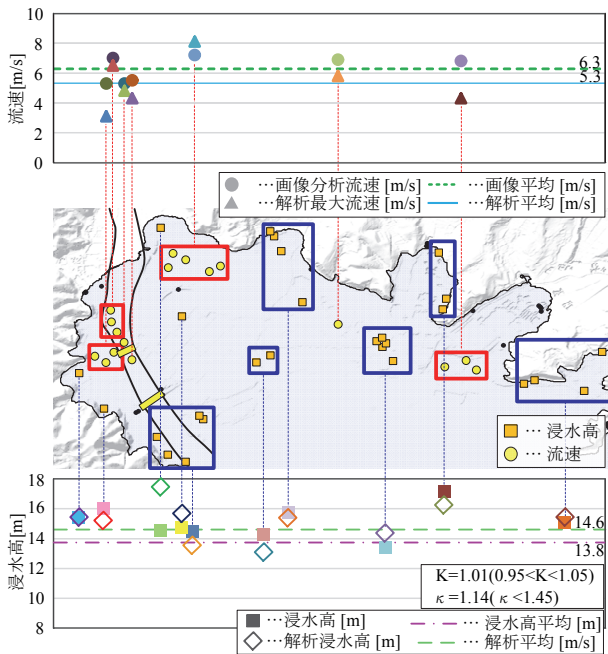 10
8
6
4
2
0
流速[m/s]
6.3
5.3
…画像分析流速 [m/s]
…画像平均 [m/s]
…解析最大流速 [m/s]
…解析平均 [m/s]
… 浸水高
… 流速
18
16
14
12
10
8
浸水高[m]
14.6
13.8
K=1.01(0.95<K<1.05)
κ=1.14( κ <1.45)
…浸水高 [m]
… 浸水高平均 [m]
…解析浸水高 [m]
… 解析平均 [m/s]